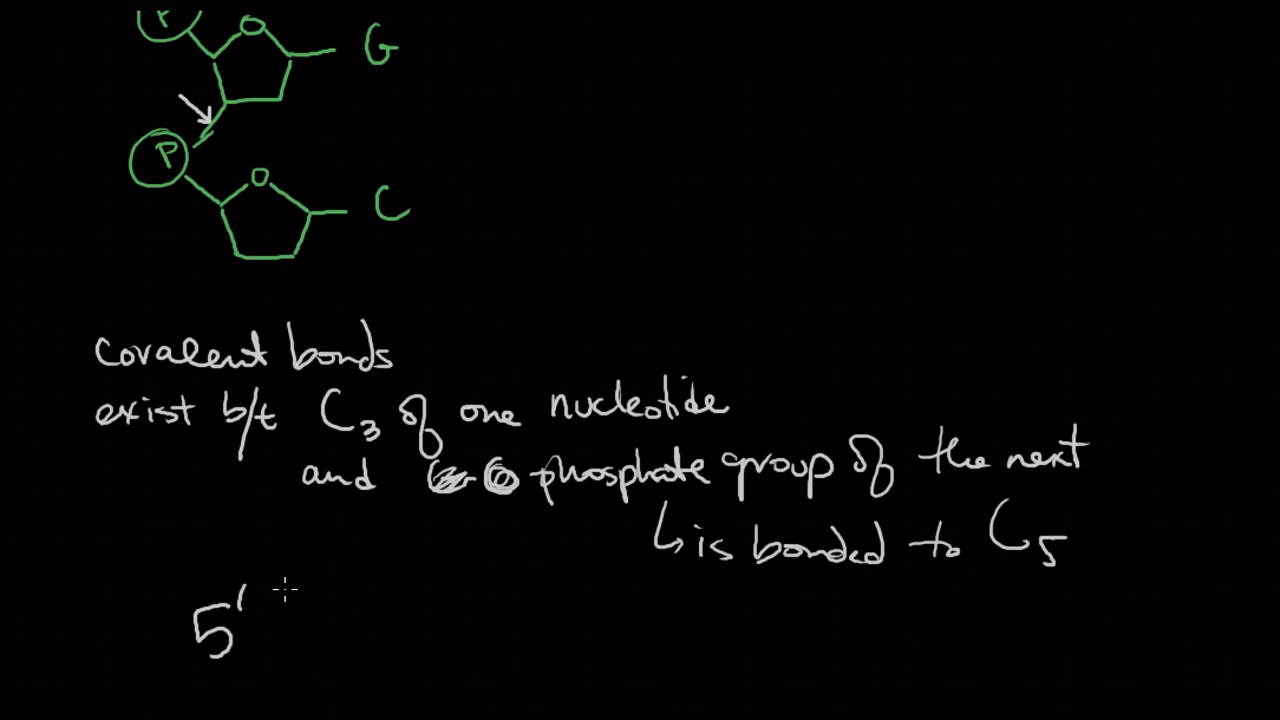 P
O
G
P
O
C
covalent bonds
exist b/t C3 of one nucleotide
and phosphate group of the next
↳ is bonded to C5
5'